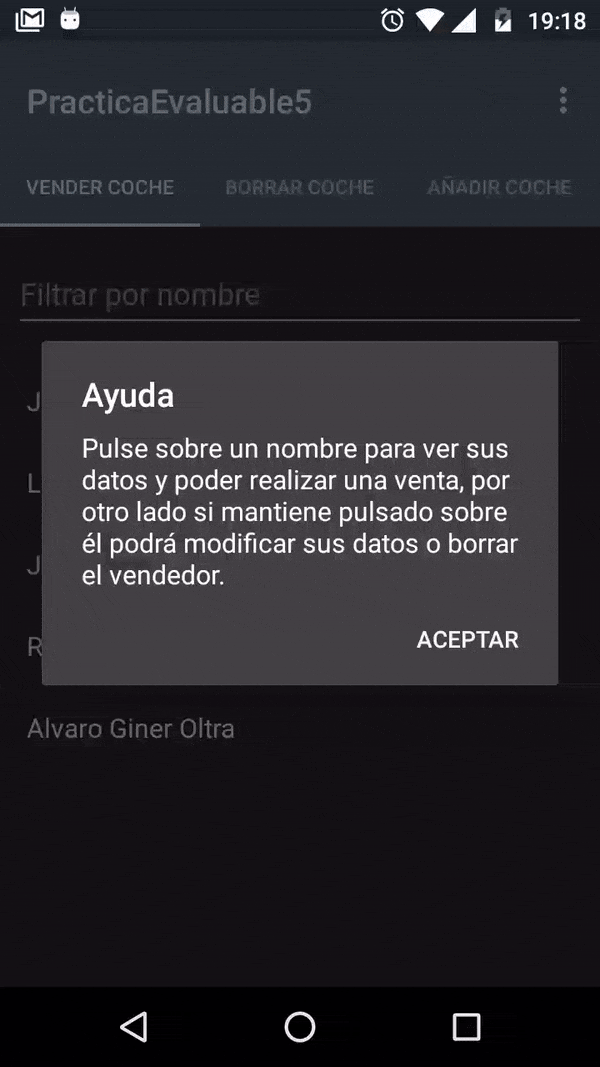 19:18
PracticaEvaluable5
VENDER COCHE BORRAR COCHE AÑADIR COCHE
Filtrar por nombre
Ayuda
Pulse sobre un nombre para ver sus
datos y poder realizar una venta, por
otro lado si mantiene pulsado sobre
él podrá modificar sus datos o borrar
el vendedor.
ACEPTAR
Alvaro Giner Oltra